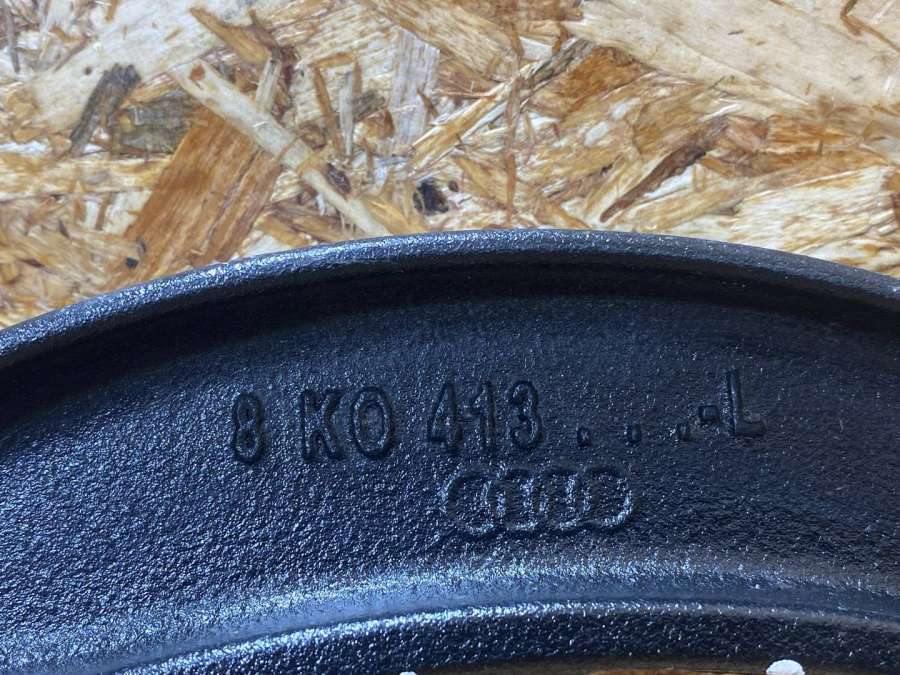 8 K0 413 . . .-L